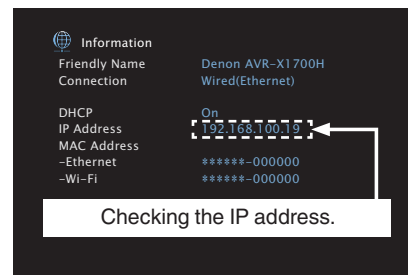 Information
Friendly Name Denon AVR-X1700H
Connection Wired(Ethernet)
DHCP On
IP Address 192.168.100.19
MAC Address
-Ethernet ******-000000
-Wi-Fi ******-000000
Checking the IP address.